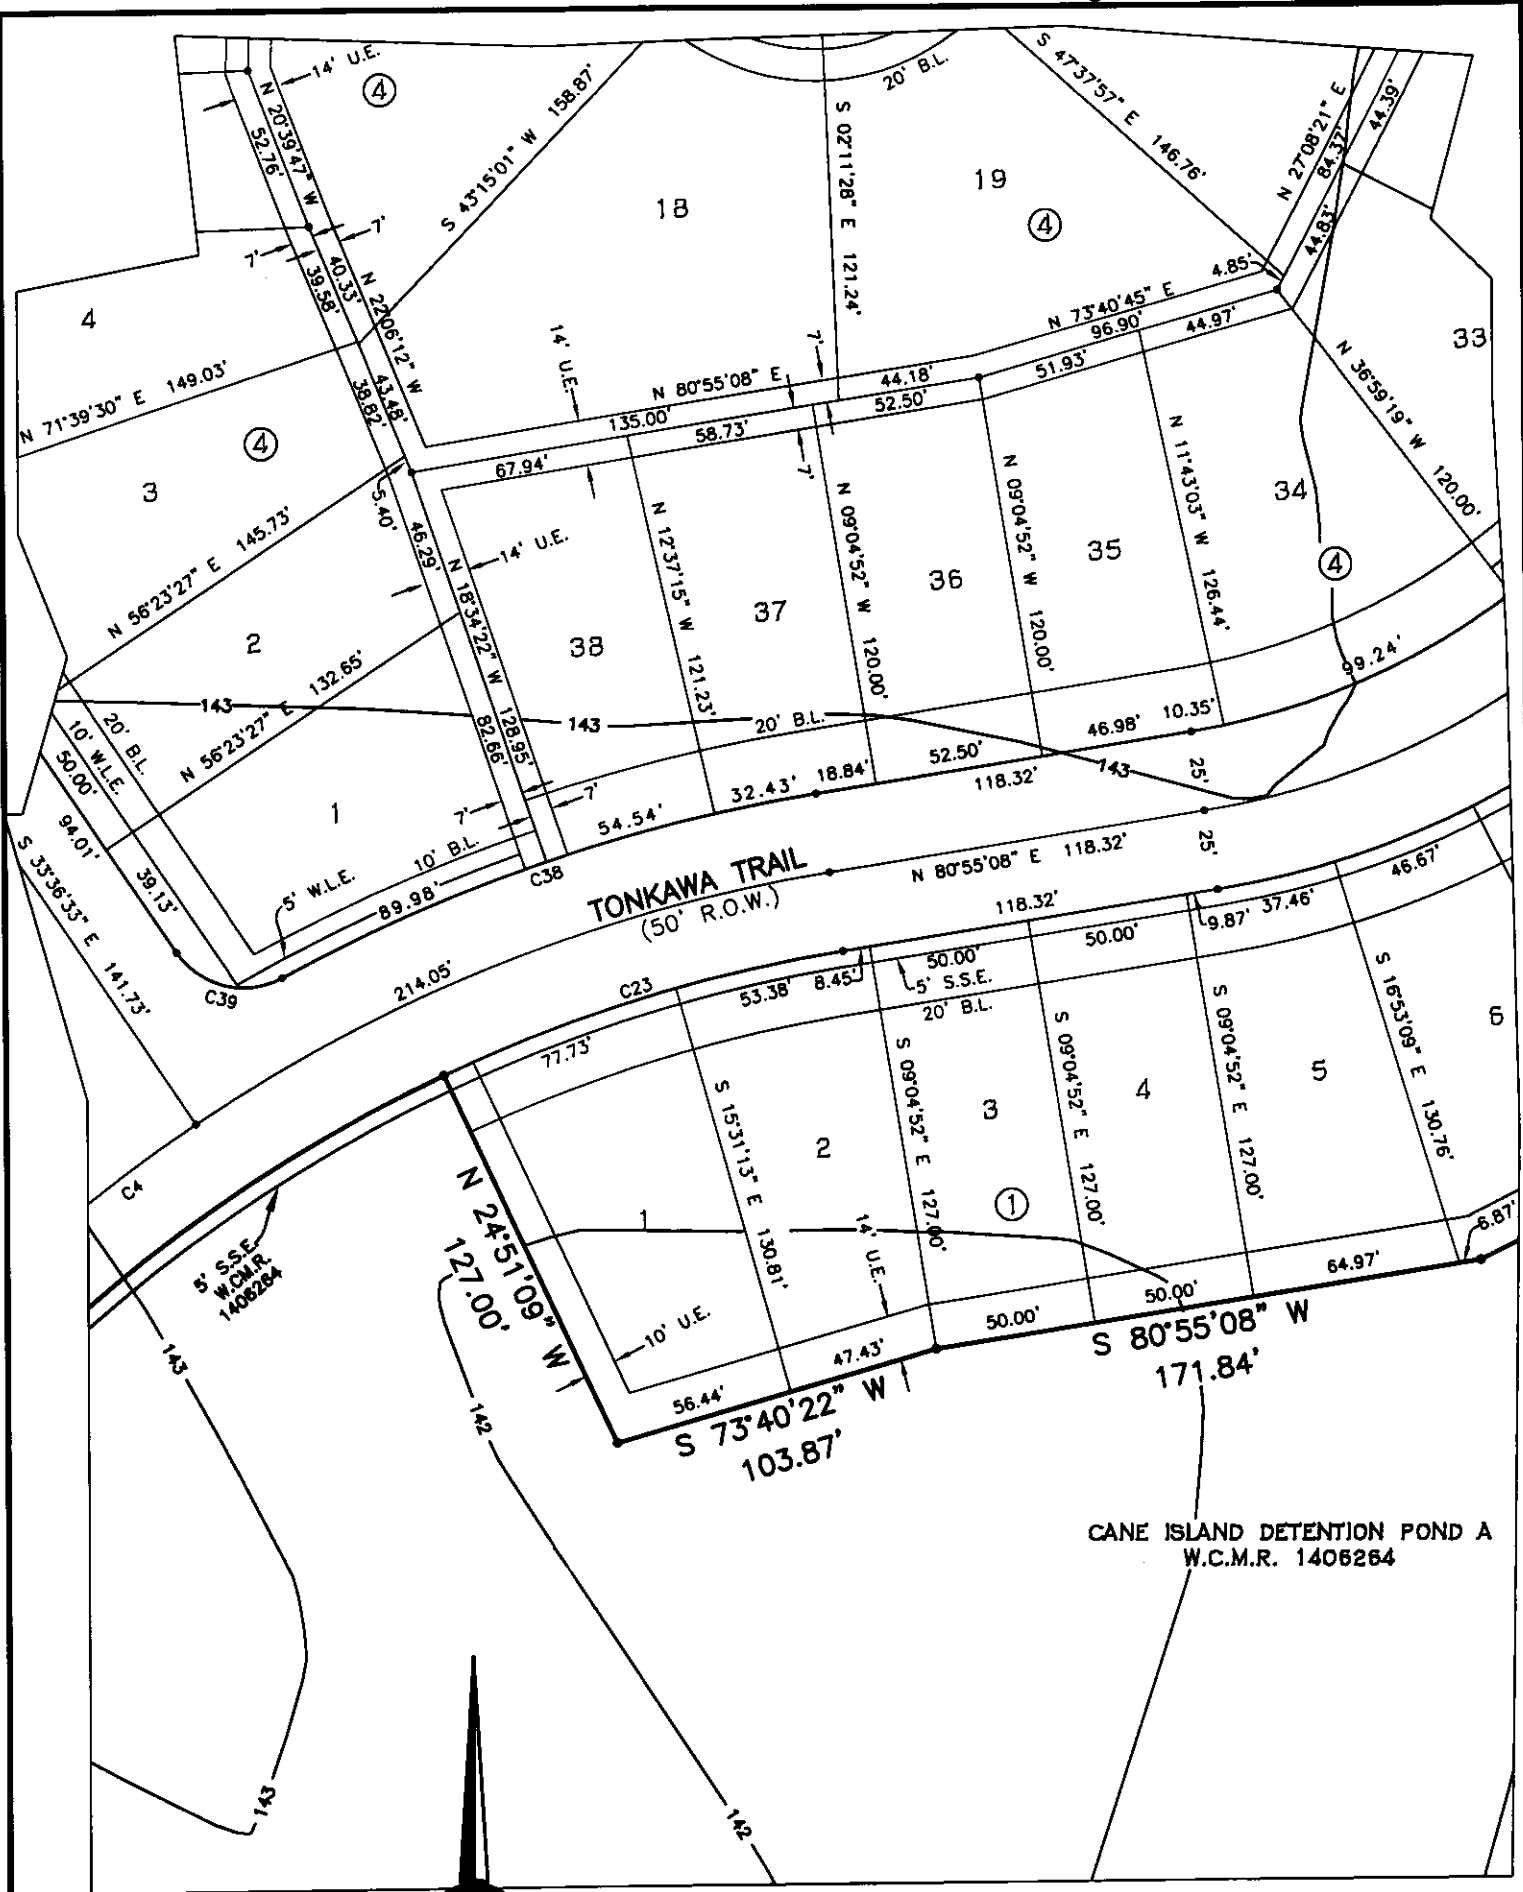 14' U.E.
4
N 20°39'47" W
52.76'
S 43°15'01" W 158.87'
18
S 02°11'28" E 121.24'
20' B.L.
19
4
S 47°37'57" E 146.76'
N 27°08'21" E
84.37'
44.39'
44.83'
4.85'
7'
7'
39.58'
40.33'
N 22°06'12" W
38.82'
43.48'
4
N 71°39'30" E 149.03'
4
3
14' U.E.
N 80°55'08" E
135.00'
7'
44.18'
N 73°40'45" E
96.90'
44.97'
51.93'
52.50'
58.73'
67.94'
7'
33
N 36°59'19" W 120.00'
5.40'
N 56°23'27" E 145.73'
2
46.29'
14' U.E.
N 18°34'22" W 128.95'
82.66'
38
N 12°37'15" W 121.23'
37
N 09°04'52" W 120.00'
36
N 09°04'52" W 120.00'
35
N 11°43'03" W 126.44'
34
4
99.24'
N 56°23'27" E 132.65'
143
143
143
20' B.L.
20' B.L.
10' W.L.E.
50.00'
94.01'
39.13'
S 33°36'33" E 141.73'
1
7'
7'
10' B.L.
5' W.L.E.
89.98'
C38
54.54'
32.43'
18.84'
52.50'
46.98'
10.35'
118.32'
25'
25'
C39
TONKAWA TRAIL
(50' R.O.W.)
N 80°55'08" E 118.32'
214.05'
118.32'
C4
C23
77.73'
53.38'
8.45'
50.00'
5' S.S.E.
20' B.L.
50.00'
9.87'
37.46'
46.67'
5' S.S.E.
W.C.M.R.
1406264
N 24°51'09" W
127.00'
1
S 15°31'13" E 130.81'
2
S 09°04'52" E 127.00'
3
S 09°04'52" E 127.00'
4
S 09°04'52" E 127.00'
5
S 16°53'09" E 130.76'
6
1
14' U.E.
10' U.E.
56.44'
47.43'
50.00'
50.00'
64.97'
6.87'
S 73°40'22" W
103.87'
S 80°55'08" W
171.84'
143
142
CANE ISLAND DETENTION POND A
W.C.M.R. 1406264
143
142